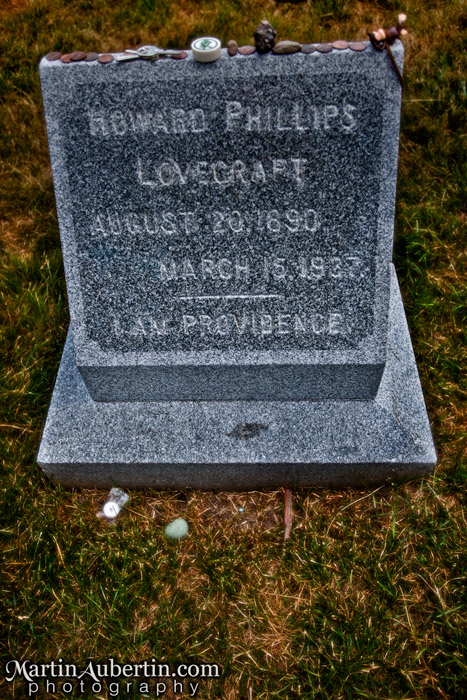 HOWARD PHILLIPS
LOVECRAFT
AUGUST 20, 1890
MARCH 15, 1937.
I AM PROVIDENCE.
MARTINAUBERTIN.COM
photography